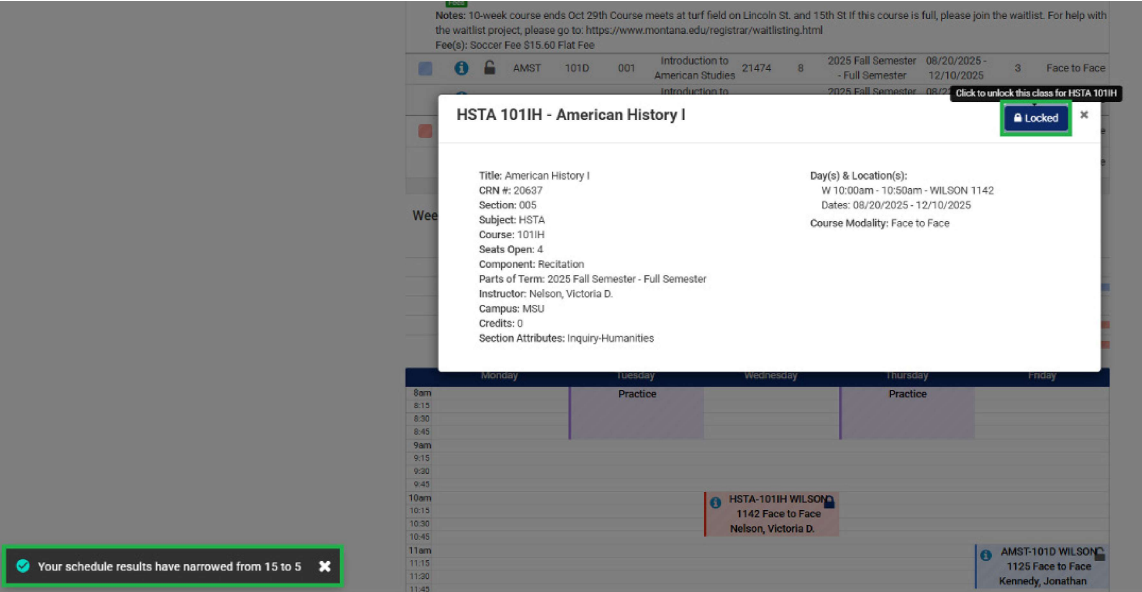 Fees
Notes: 10-week course ends Oct 29th Course meets at turf field on Lincoln St. and 15th St If this course is full, please join the waitlist. For help with
the waitlist project, please go to: https://www.montana.edu/registrar/waitlisting.html
Fee(s): Soccer Fee $15.60 Flat Fee
AMST 101D 001 Introduction to American Studies 21474 8 2025 Fall Semester - Full Semester 08/20/2025 - 12/10/2025 3 Face to Face
Introduction to 2025 Fall Semester
Click to unlock this class for HSTA 101IH
HSTA 101IH - American History I
Locked
×
Title: American History I
CRN #: 20637
Section: 005
Subject: HSTA
Course: 101IH
Seats Open: 4
Component: Recitation
Parts of Term: 2025 Fall Semester - Full Semester
Instructor: Nelson, Victoria D.
Campus: MSU
Credits: 0
Section Attributes: Inquiry-Humanities
Day(s) & Location(s):
W 10:00am - 10:50am - WILSON 1142
Dates: 08/20/2025 - 12/10/2025
Course Modality: Face to Face
Wee
Monday Tuesday Wednesday Thursday Friday
8am
8:15
8:30
8:45
9am
9:15
9:30
9:45
10am
10:15
10:30
10:45
11am
11:15
11:30
11:45
Practice
Practice
HSTA-101IH WILSON
1142 Face to Face
Nelson, Victoria D.
AMST-101D WILSON
1125 Face to Face
Kennedy, Jonathan
Your schedule results have narrowed from 15 to 5